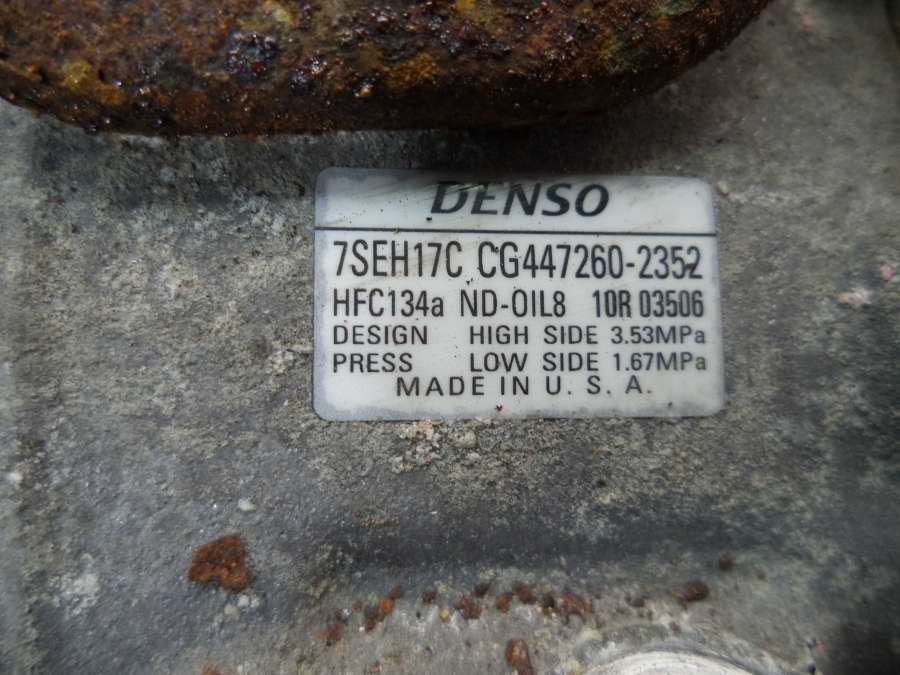 DENSO
7SEH17C CG447260-2352
HFC134a ND-OIL8 10R 03506
DESIGN HIGH SIDE 3.53MPa
PRESS LOW SIDE 1.67MPa
MADE IN U. S. A.